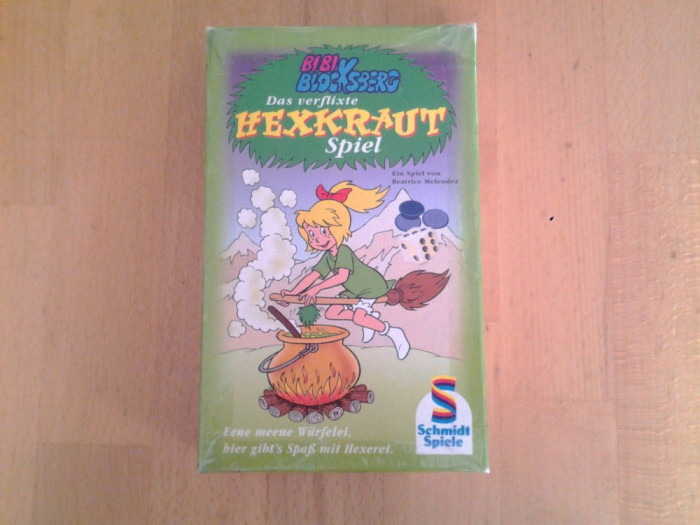 BIBI
BLOCKSBERG
Das verflixte
HEXKRAUT
Spiel
Ein Spiel von
Beatrice Melendez
Eene meene Würfelei,
hier gibt's Spaß mit Hexerei.
S
Schmidt
Spiele